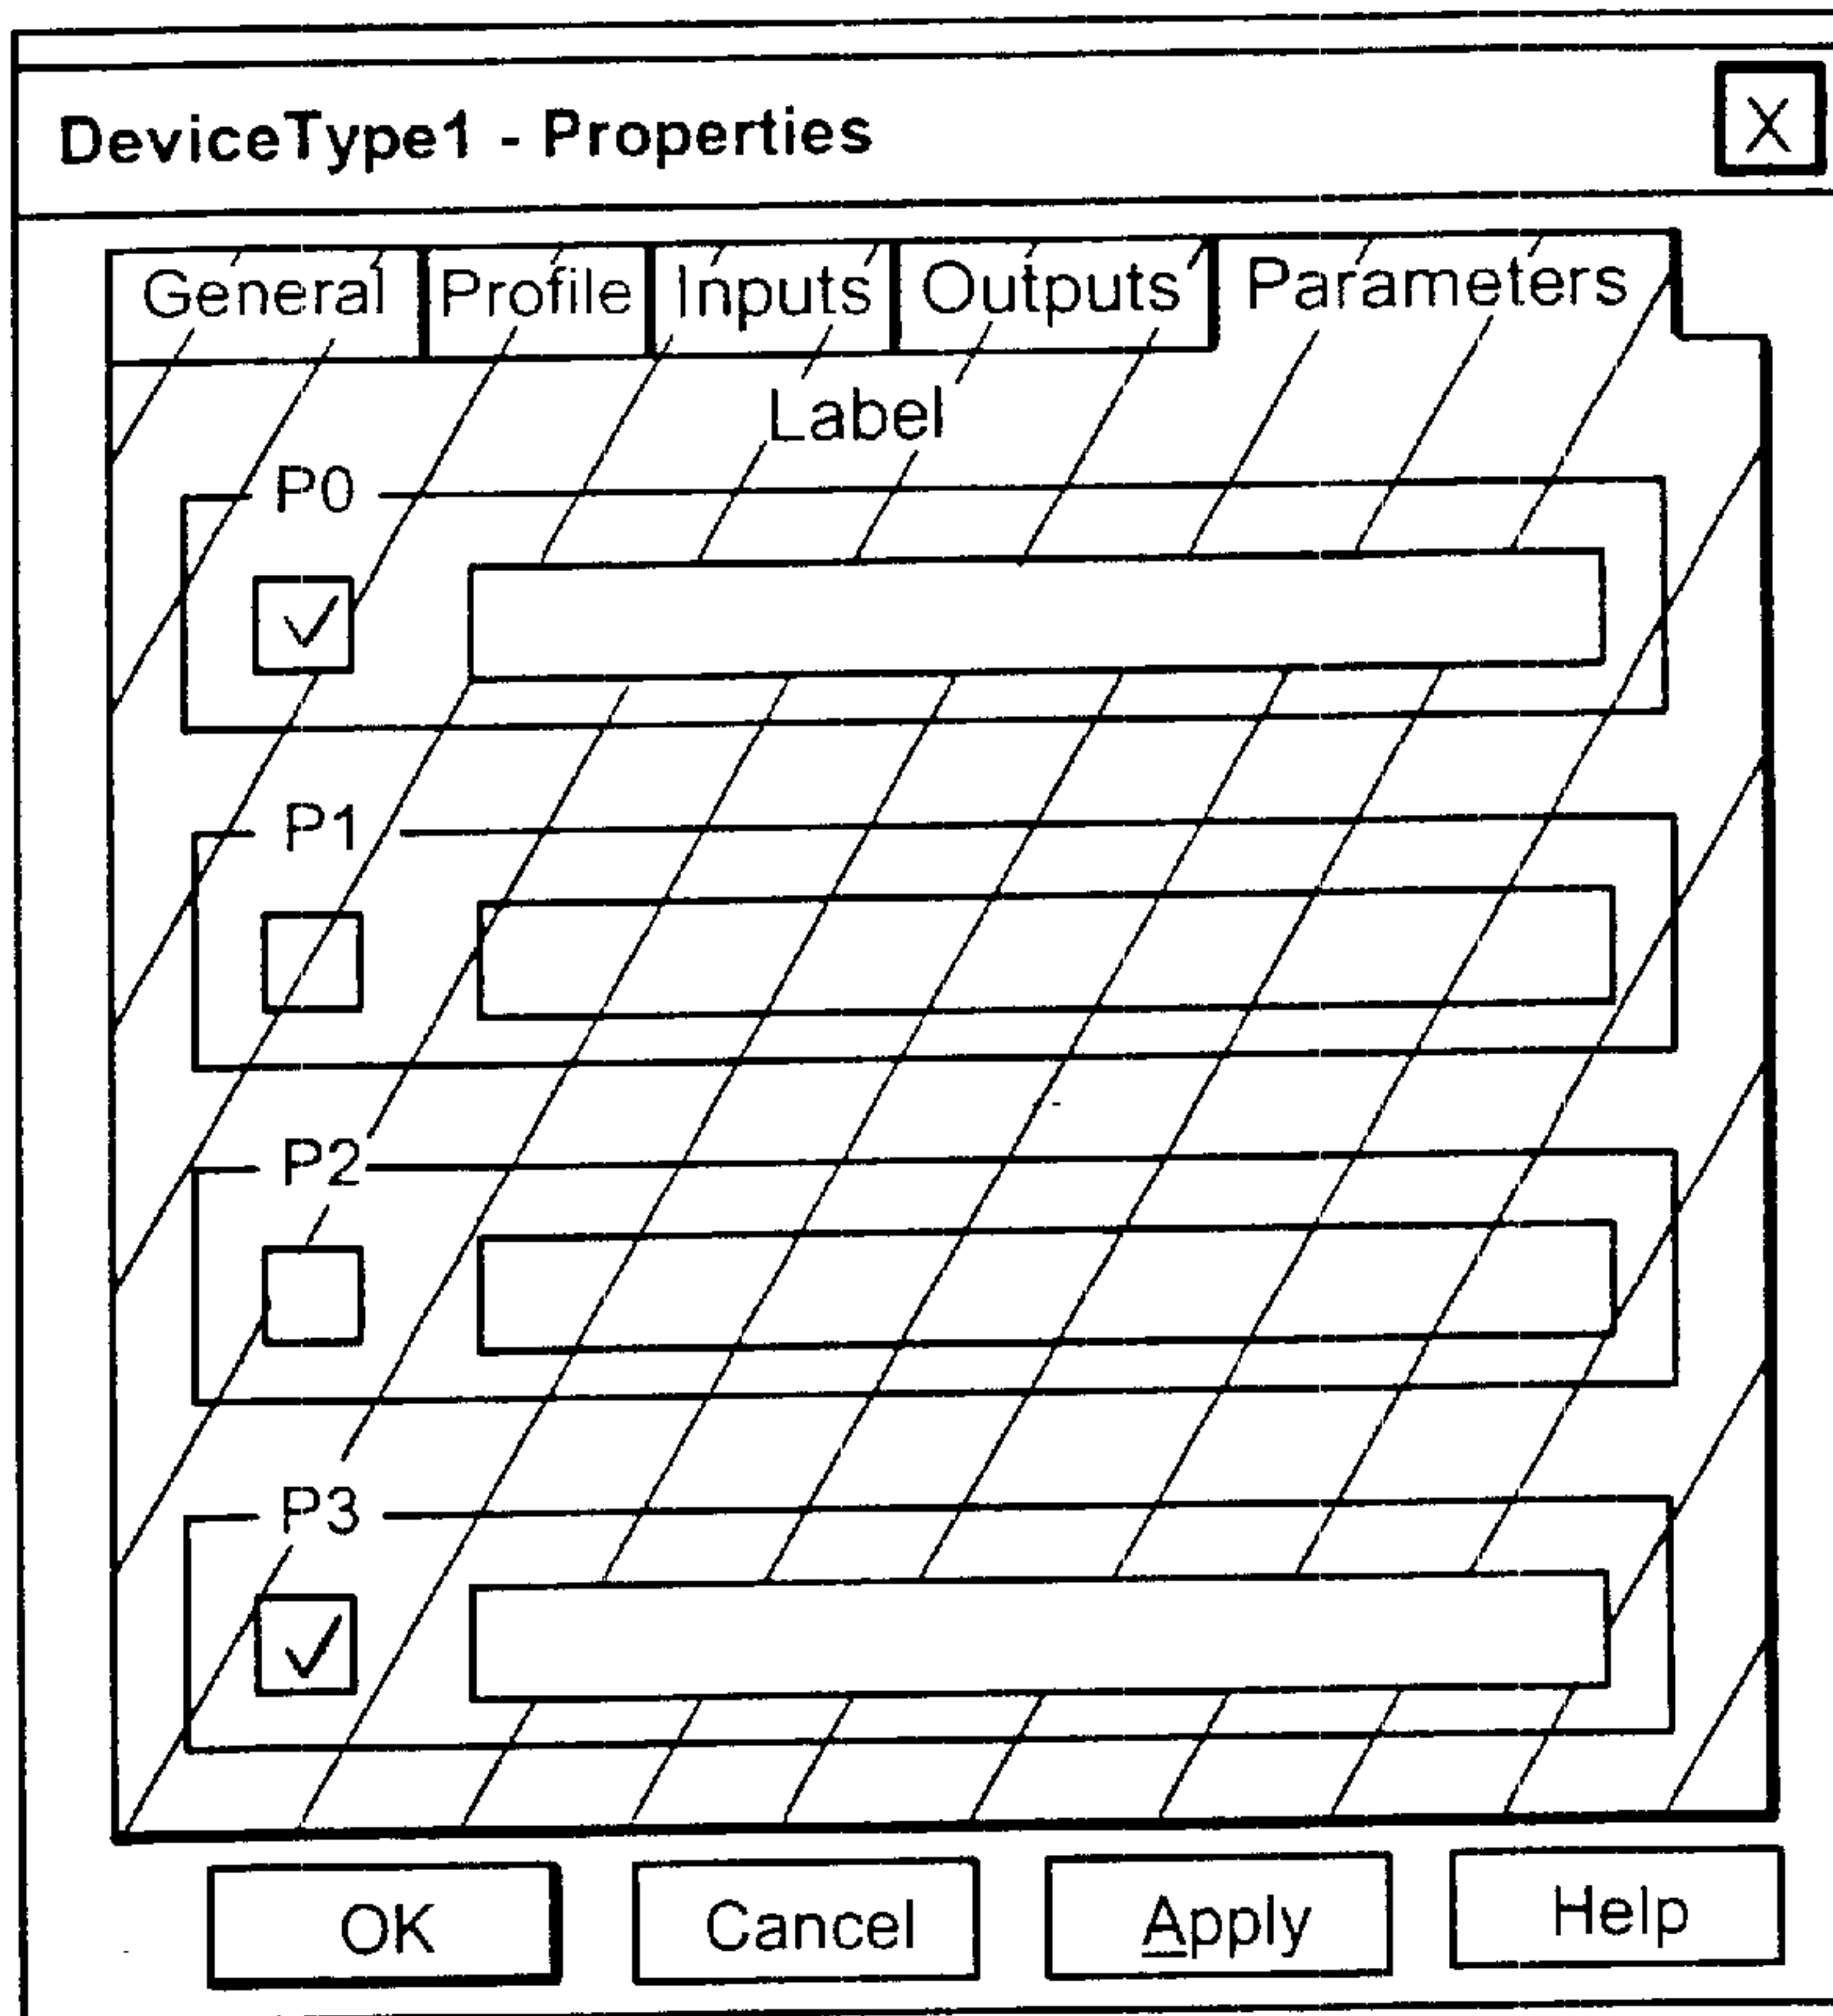 DeviceType1 - Properties X
General Profile Inputs Outputs Parameters
Label
P0
P1
P2
P3
OK Cancel Apply Help